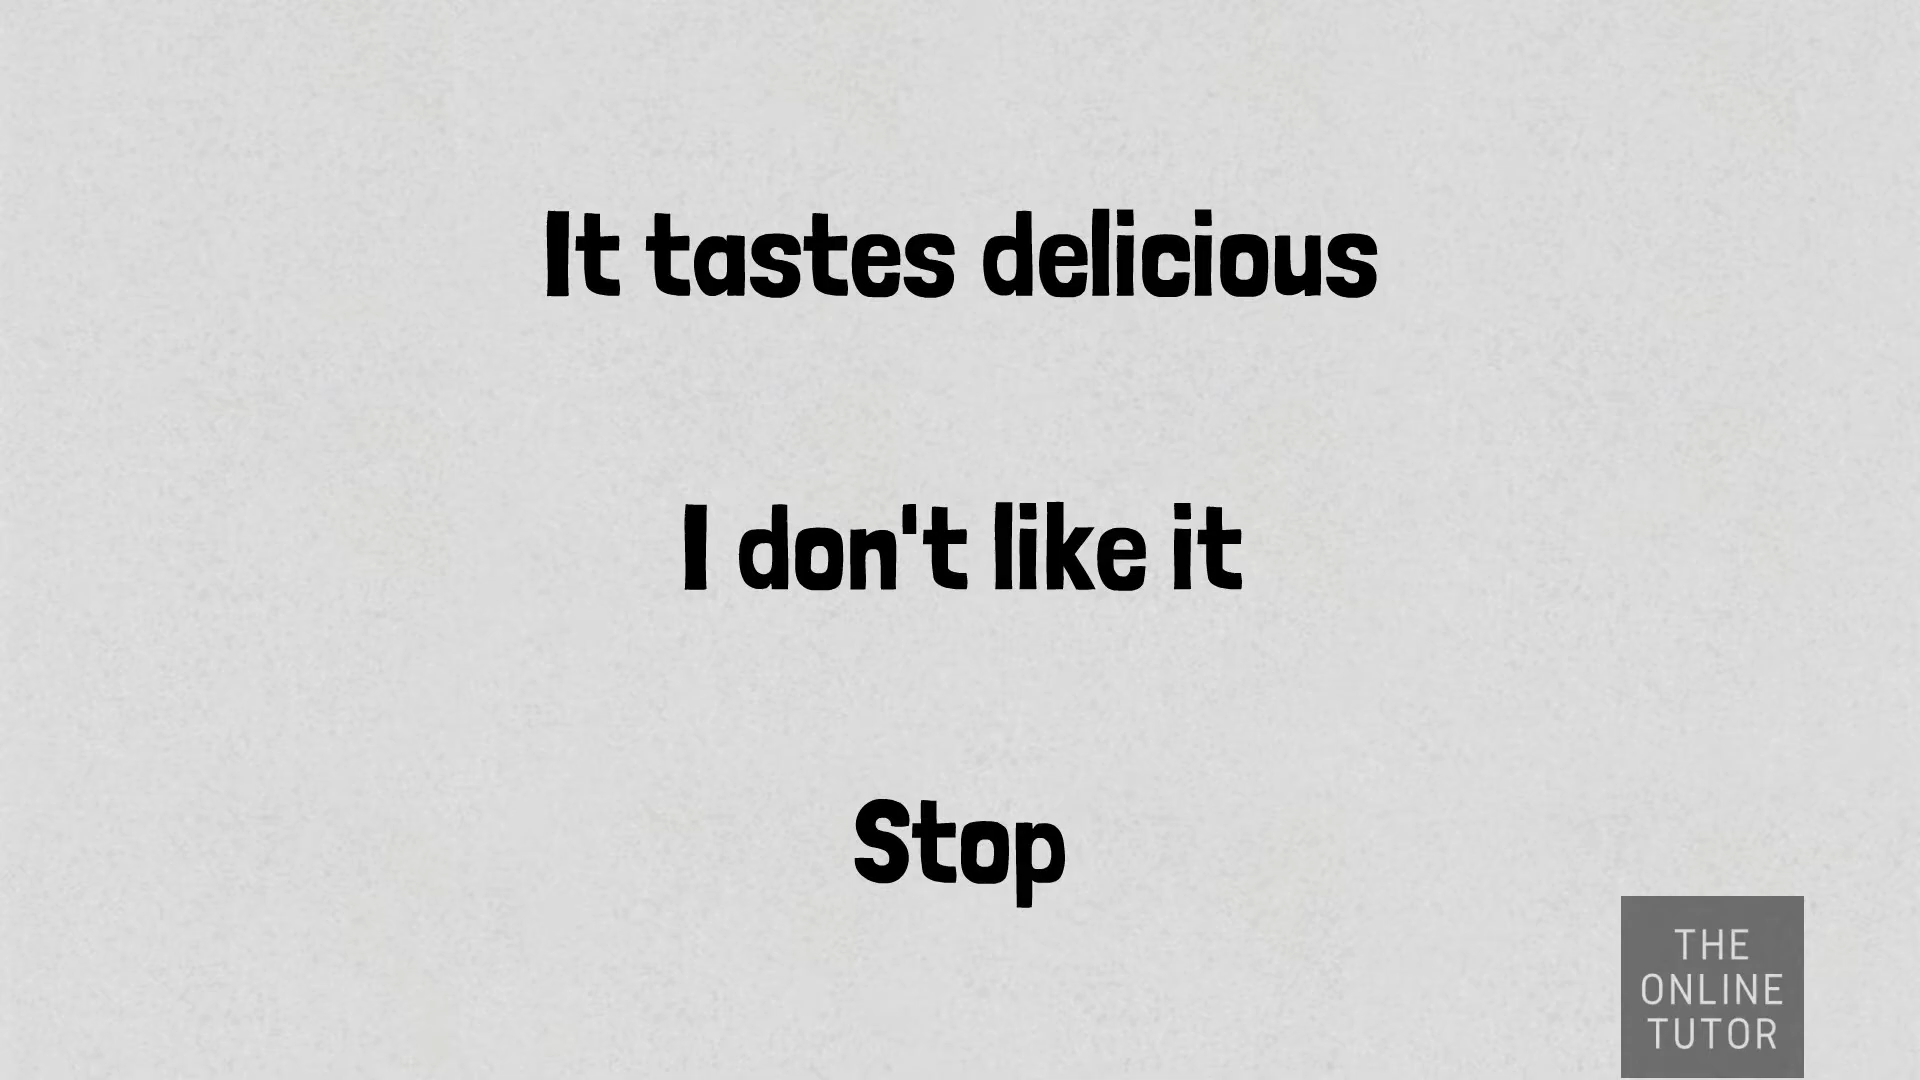 It tastes delicious
I don't like it
Stop
THE
ONLINE
TUTOR